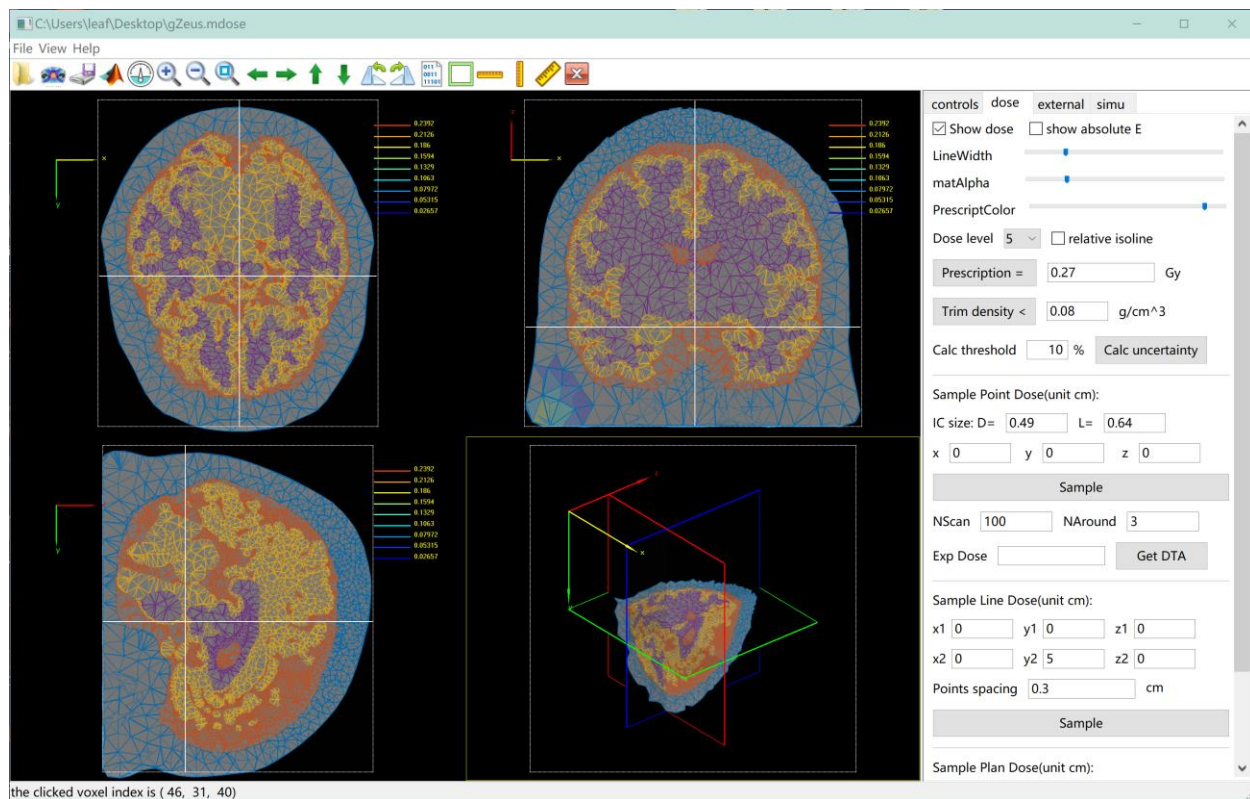 C:\Users\leaf\Desktop\gZeus.mdose
File View Help
011
0011
11101
controls dose external simu
Show dose show absolute E
LineWidth
matAlpha
PrescriptColor
Dose level 5 relative isoline
Prescription = 0.27 Gy
Trim density < 0.08 g/cm^3
Calc threshold 10 % Calc uncertainty
Sample Point Dose(unit cm):
IC size: D= 0.49 L= 0.64
x 0 y 0 z 0
Sample
NScan 100 NAround 3
Exp Dose Get DTA
Sample Line Dose(unit cm):
x1 0 y1 0 z1 0
x2 0 y2 5 z2 0
Points spacing 0.3 cm
Sample
Sample Plan Dose(unit cm):
x
y
0.2392
0.2126
0.186
0.1594
0.1329
0.1063
0.07972
0.05315
0.02657
z
x
0.2392
0.2126
0.186
0.1594
0.1329
0.1063
0.07972
0.05315
0.02657
y
0.2392
0.2126
0.186
0.1594
0.1329
0.1063
0.07972
0.05315
0.02657
x
the clicked voxel index is ( 46, 31, 40)